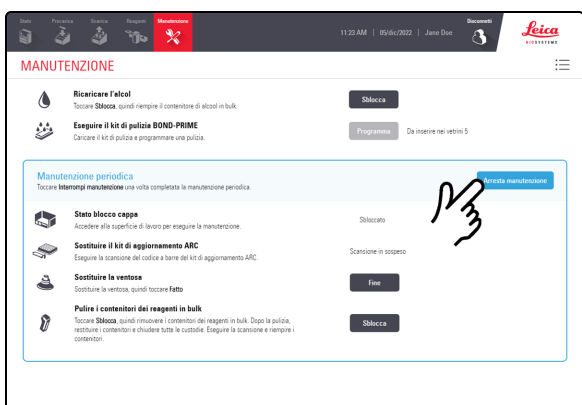 Stato Precarica Scarico Reagenti Manutenzione
11:23 AM | 05/dic/2022 | Jane Doe
Disconnetti
Leica
BIOSYSTEMS
MANUTENZIONE
Ricaricare l'alcol
Toccare Sblocca, quindi riempire il contenitore di alcool in bulk.
Sblocca
Eseguire il kit di pulizia BOND-PRIME
Caricare il kit di pulizia e programmare una pulizia.
Programma
Da inserire nei vetrini 5
Manutenzione periodica
Toccare Interrompi manutenzione una volta completata la manutenzione periodica.
Arresta manutenzione
Stato blocco cappa
Accedere alla superficie di lavoro per eseguire la manutenzione.
Sbloccato
Sostituire il kit di aggiornamento ARC
Eseguire la scansione del codice a barre del kit di aggiornamento ARC.
Scansione in sospeso
Sostituire la ventosa
Sostituire la ventosa, quindi toccare Fatto
Fine
Pulire i contenitori dei reagenti in bulk
Toccare Sblocca, quindi rimuovere i contenitori dei reagenti in bulk. Dopo la pulizia,
restituire i contenitori e chiudere tutte le custodie. Eseguire la scansione e riempire i
contenitori.
Sblocca